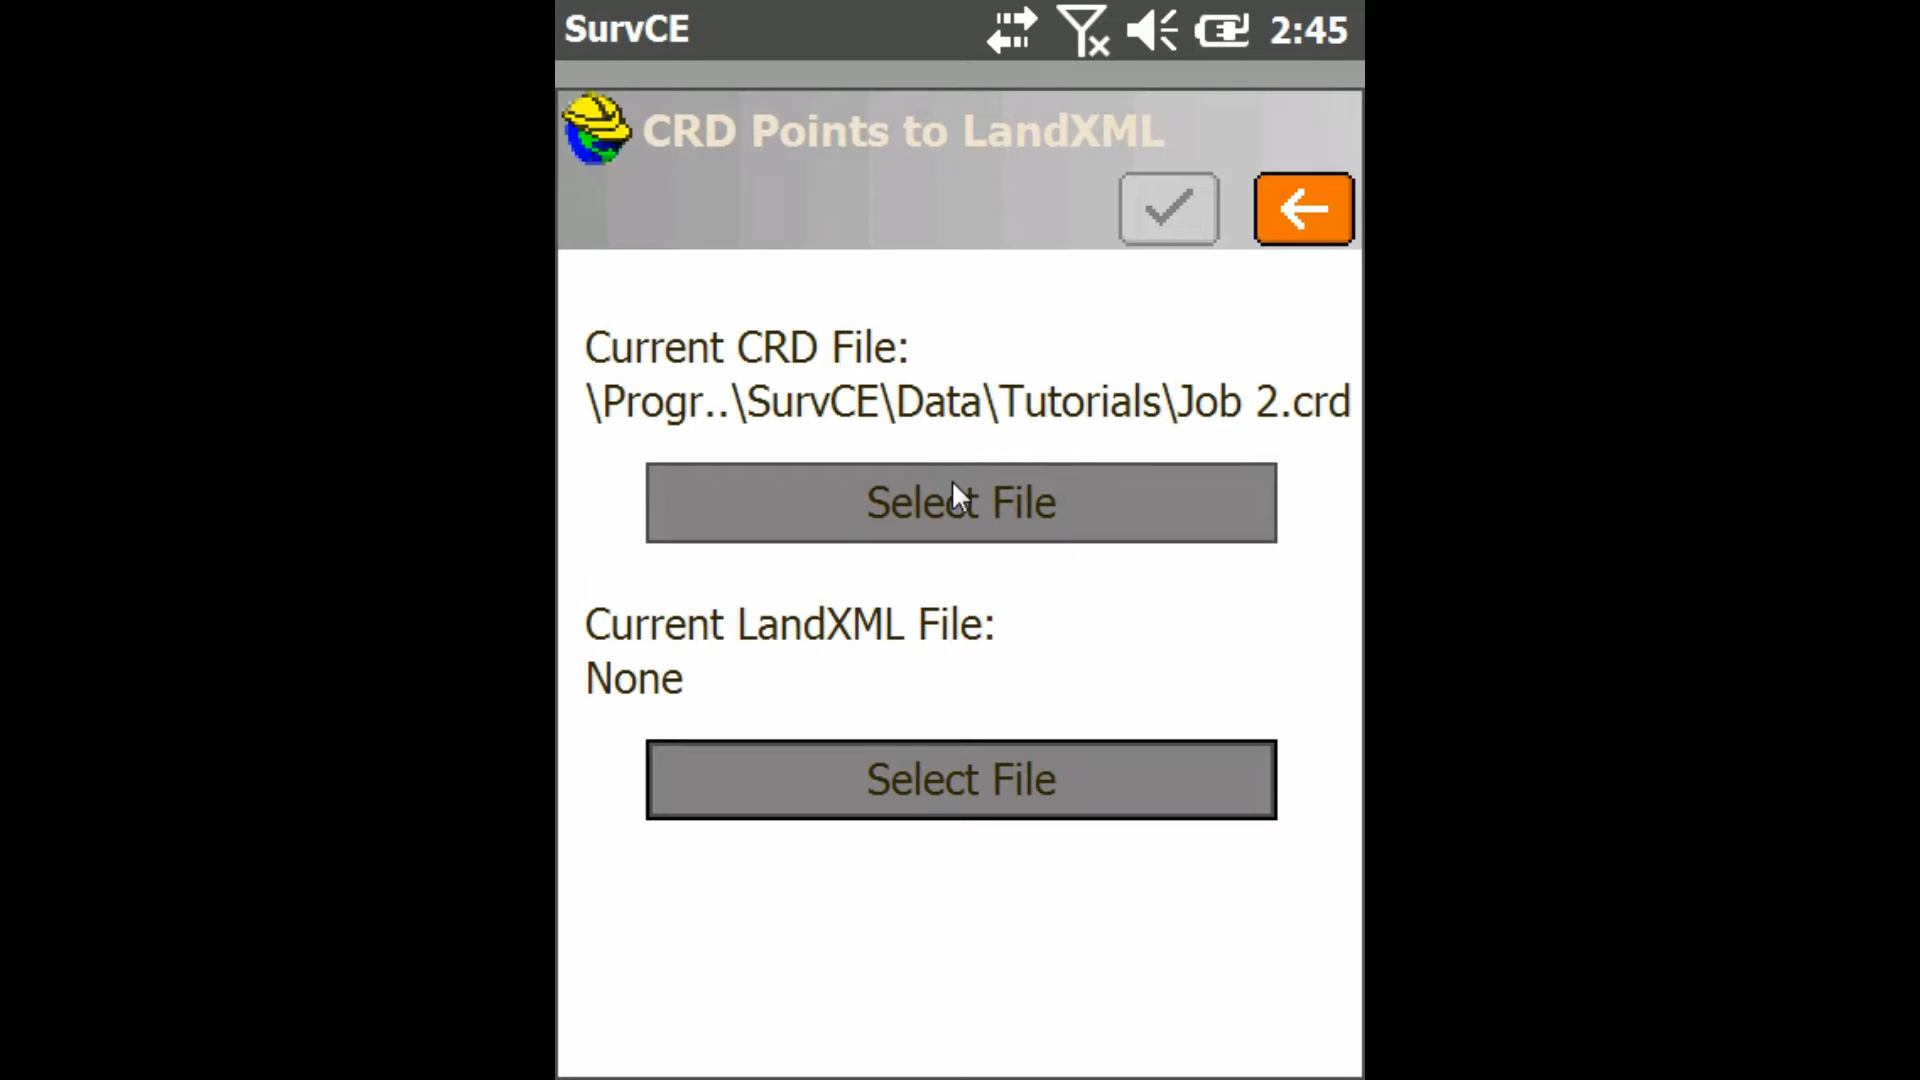 SurvCE 2:45
CRD Points to LandXML
Current CRD File:
\Progr..\SurvCE\Data\Tutorials\Job 2.crd
Select File
Current LandXML File:
None
Select File